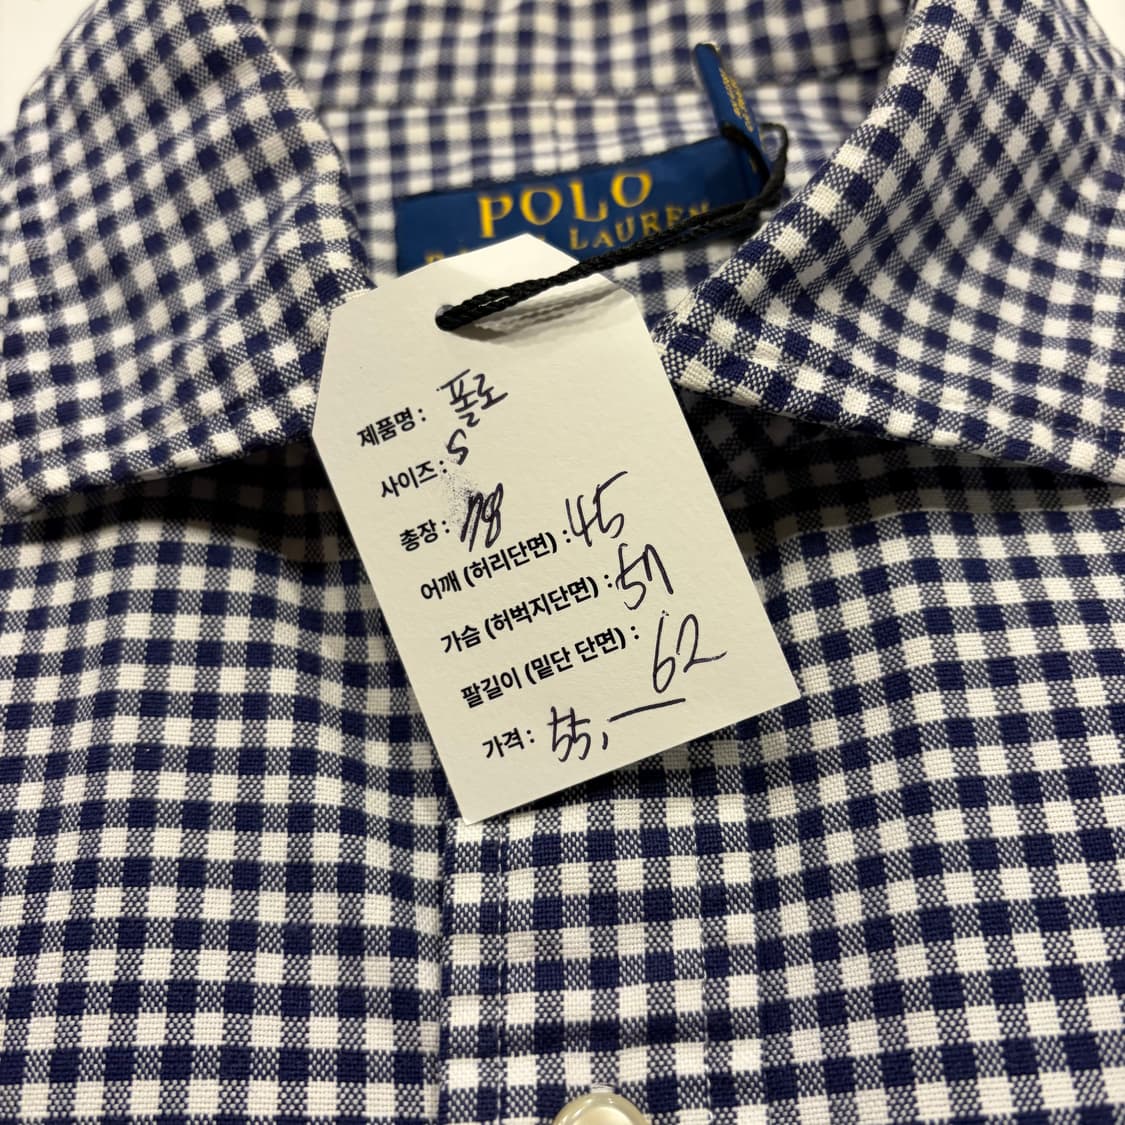 POLO
LAUREN
제품명 : 폴로
사이즈 : S
총장 : 78
어깨 (허리단면) : 45
가슴 (허벅지단면) : 57
팔길이 (밑단 단면) : 62
가격 : 55,—